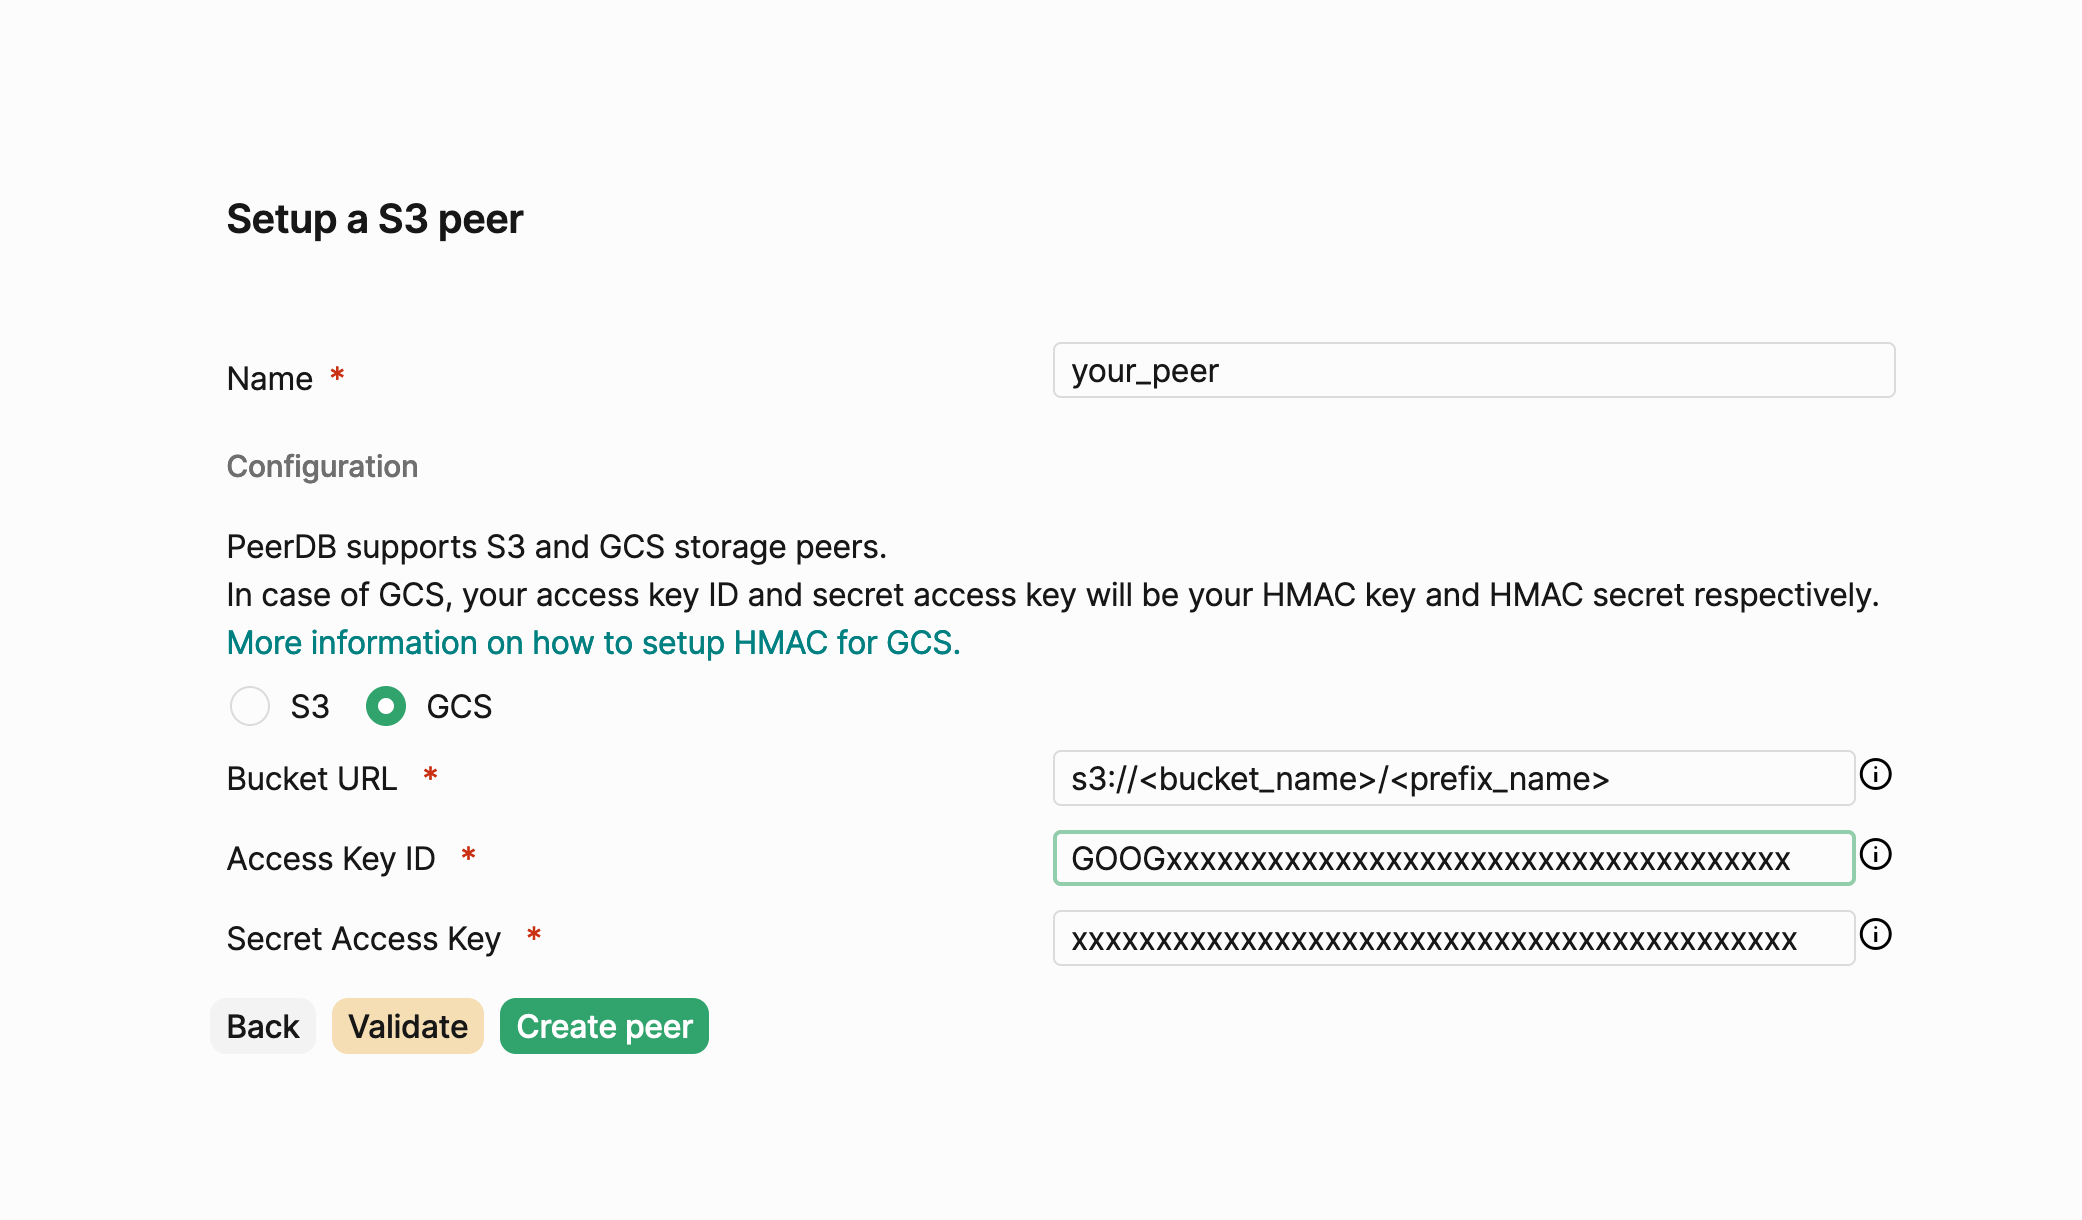 Setup a S3 peer
Name *
your_peer
Configuration
PeerDB supports S3 and GCS storage peers.
In case of GCS, your access key ID and secret access key will be your HMAC key and HMAC secret respectively.
More information on how to setup HMAC for GCS.
S3 GCS
Bucket URL *
s3://<bucket_name>/<prefix_name>
Access Key ID *
GOOGxxxxxxxxxxxxxxxxxxxxxxxxxxxxxxxxxxxxx
Secret Access Key *
xxxxxxxxxxxxxxxxxxxxxxxxxxxxxxxxxxxxxxxxxxx
Back Validate Create peer